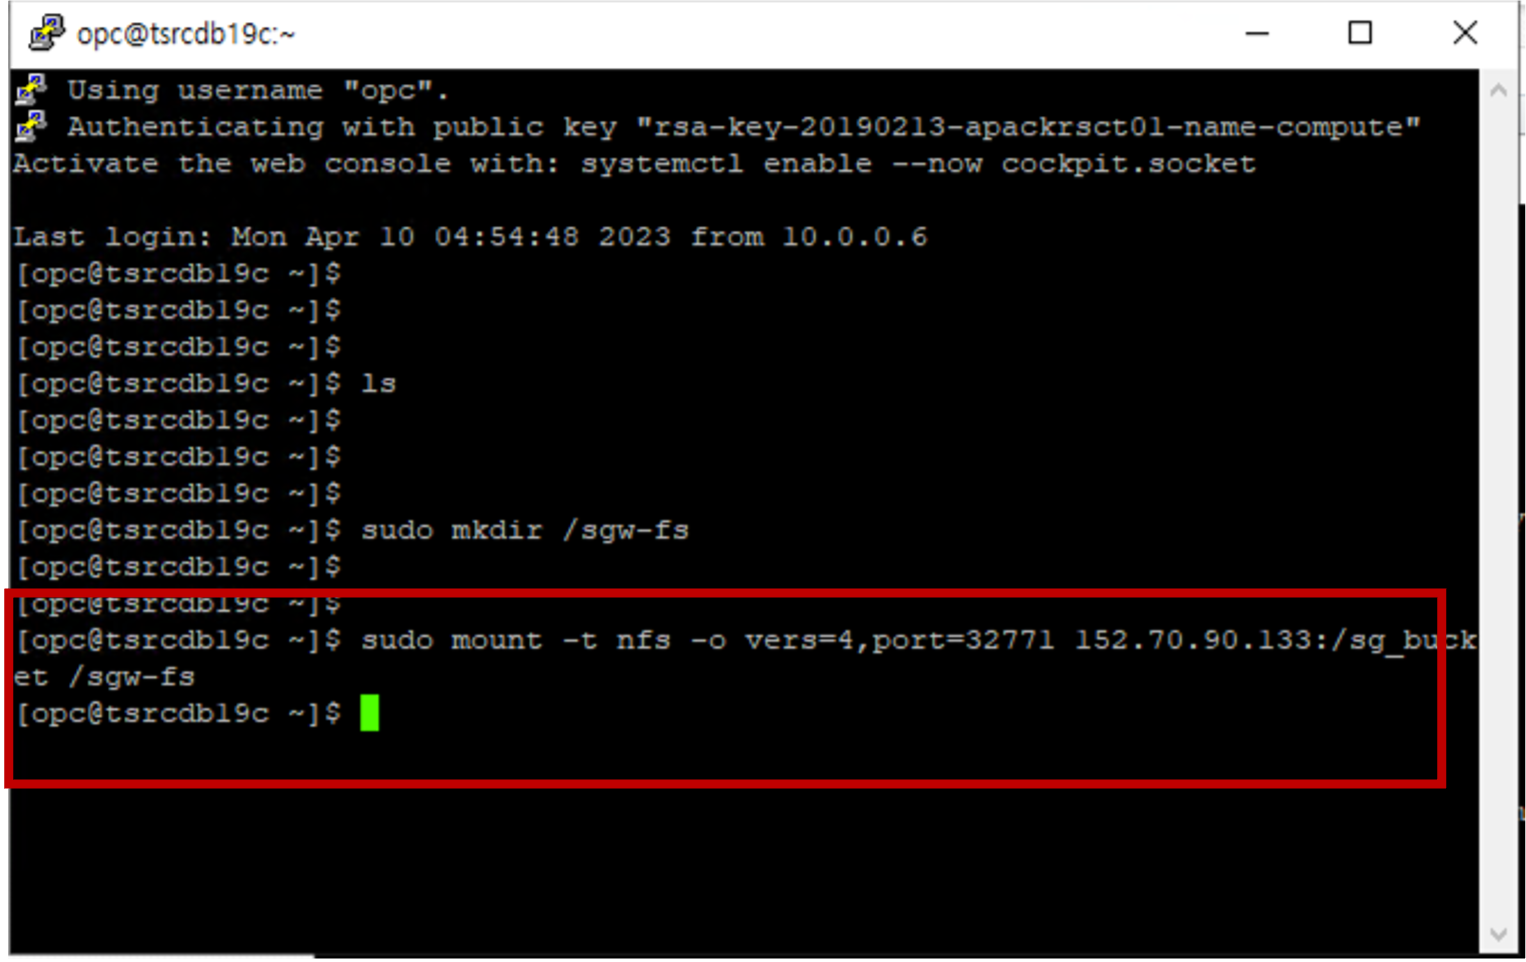 opc@tsrcdb19c:~
Using username "opc".
Authenticating with public key "rsa-key-20190213-apackrsct01-name-compute"
Activate the web console with: systemctl enable --now cockpit.socket
Last login: Mon Apr 10 04:54:48 2023 from 10.0.0.6
[opc@tsrcdb19c ~]$
[opc@tsrcdb19c ~]$
[opc@tsrcdb19c ~]$
[opc@tsrcdb19c ~]$ ls
[opc@tsrcdb19c ~]$
[opc@tsrcdb19c ~]$
[opc@tsrcdb19c ~]$
[opc@tsrcdb19c ~]$ sudo mkdir /sgw-fs
[opc@tsrcdb19c ~]$
[opc@tsrcdb19c ~]$
[opc@tsrcdb19c ~]$ sudo mount -t nfs -o vers=4,port=32771 152.70.90.133:/sg_buck
et /sgw-fs
[opc@tsrcdb19c ~]$